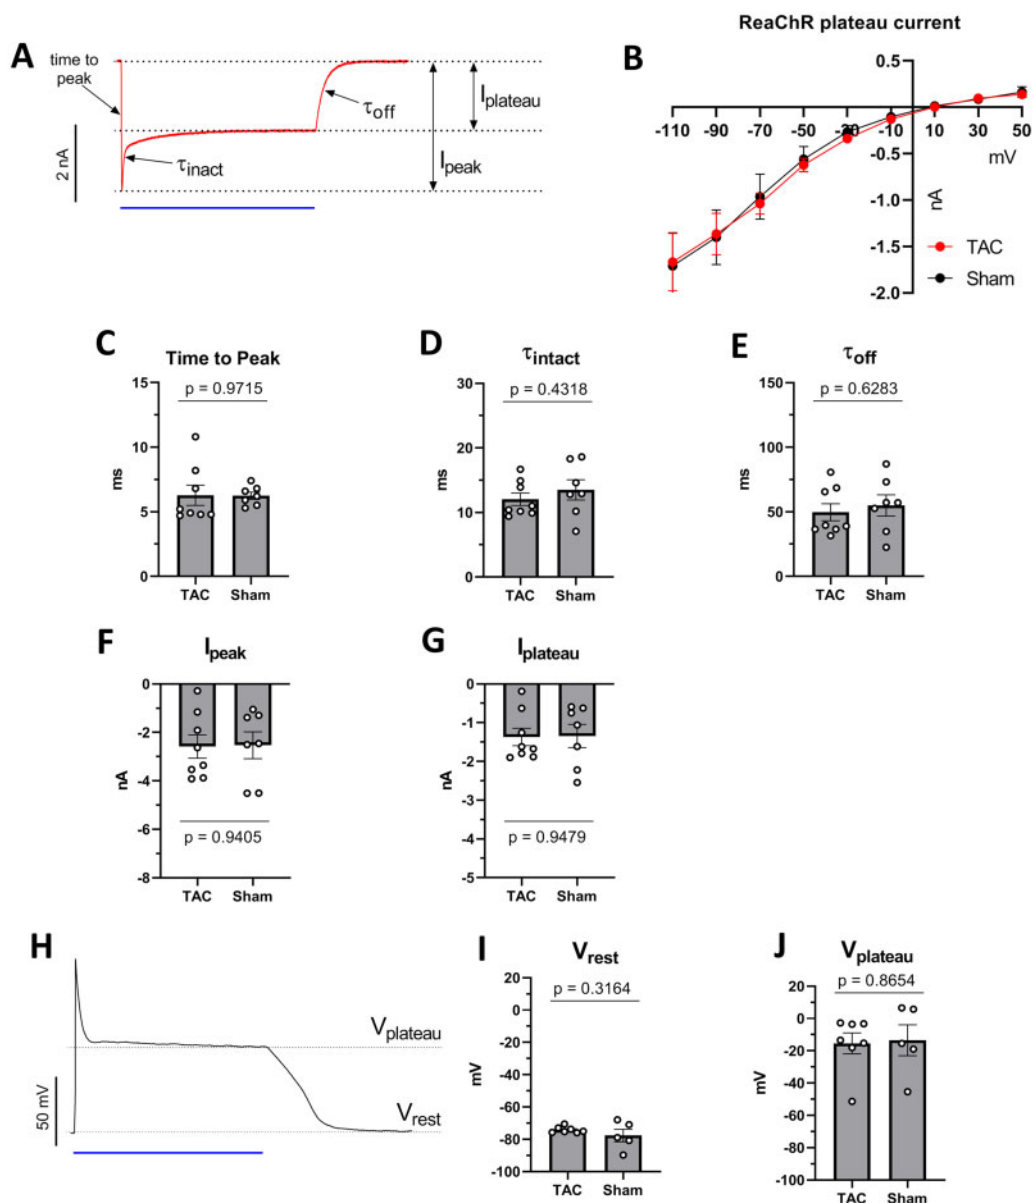 A
time to
peak
2 nA
τinact
τoff
Iplateau
Ipeak
ReaChR plateau current
B
0.5
-110 -90 -70 -50 -30 -10 10 30 50
mV
-0.5
-1.0
-1.5
-2.0
nA
TAC
Sham
C
Time to Peak
p = 0.9715
15
10
5
0
ms
TAC Sham
D
τintact
p = 0.4318
30
20
10
0
ms
TAC Sham
E
τoff
p = 0.6283
150
100
50
0
ms
TAC Sham
F
Ipeak
0
-2
-4
-6
-8
nA
p = 0.9405
TAC Sham
G
Iplateau
0
-1
-2
-3
-4
-5
nA
p = 0.9479
TAC Sham
H
50 mV
Vplateau
Vrest
I
Vrest
p = 0.3164
20
0
-20
-40
-60
-80
-100
mV
TAC Sham
J
Vplateau
p = 0.8654
20
0
-20
-40
-60
-80
-100
mV
TAC Sham